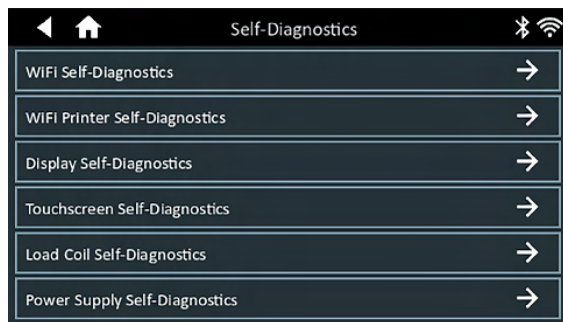 Self-Diagnostics
WiFi Self-Diagnostics
WiFi Printer Self-Diagnostics
Display Self-Diagnostics
Touchscreen Self-Diagnostics
Load Coil Self-Diagnostics
Power Supply Self-Diagnostics